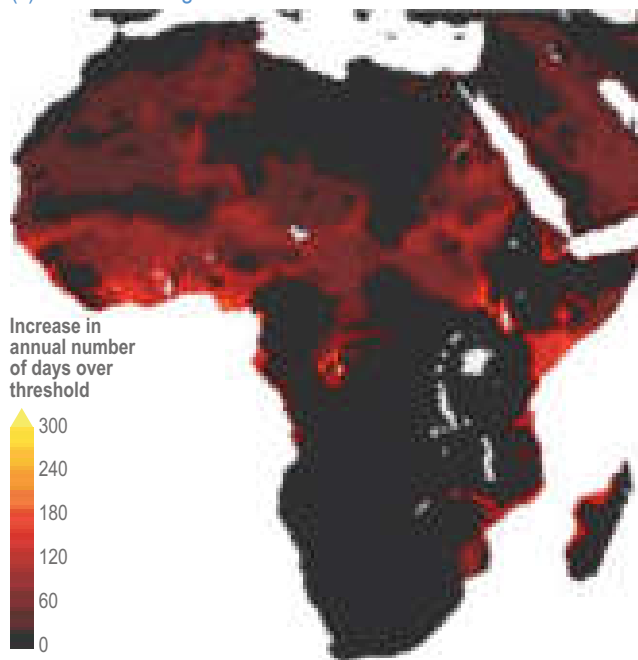 Increase in
annual number
of days over
threshold
300
240
180
120
60
0